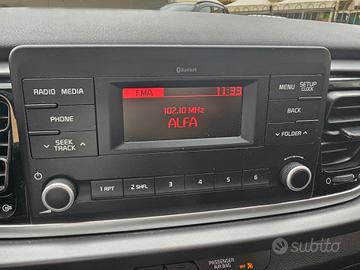 Bluetooth
RADIO MEDIA
PHONE
SEEK
TRACK
FMA 11:33
102.10 MHz
ALFA
MENU SETUP
CLOCK
BACK
FOLDER
1 RPT 2 SHFL 3 4 5 6
PASSENGER
AIR BAG
subito